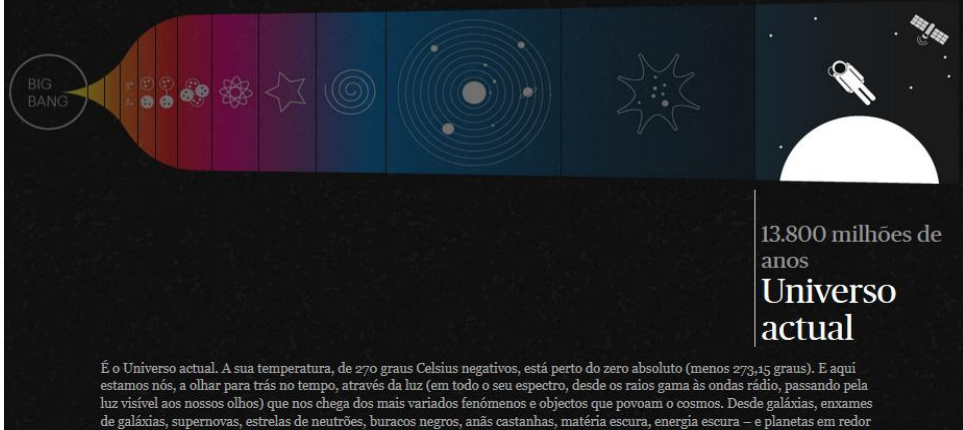 BIG
BANG
13.800 milhões de
anos
Universo
actual
É o Universo actual. A sua temperatura, de 270 graus Celsius negativos, está perto do zero absoluto (menos 273,15 graus). E aqui
estamos nós, a olhar para trás no tempo, através da luz (em todo o seu espectro, desde os raios gama às ondas rádio, passando pela
luz visível aos nossos olhos) que nos chega dos mais variados fenómenos e objectos que povoam o cosmos. Desde galáxias, enxames
de galáxias, supernovas, estrelas de neutrões, buracos negros, anãs castanhas, matéria escura, energia escura – e planetas em redor